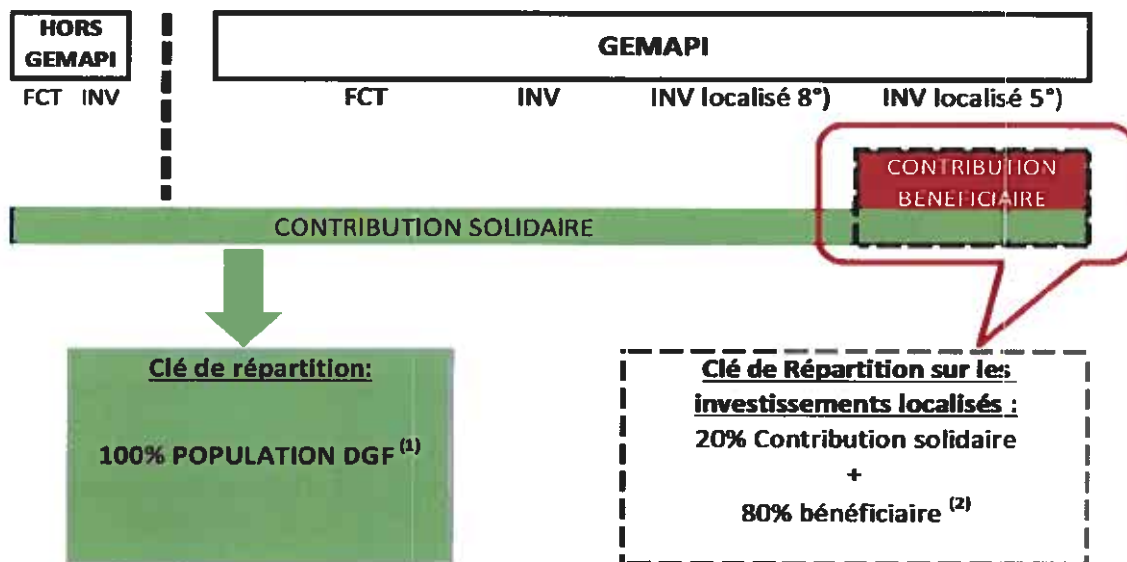 HORS
GEMAPI
GEMAPI
FCT INV
FCT INV INV localisé 8°) INV localisé 5°)
CONTRIBUTION
BENEFICIAIRE
CONTRIBUTION SOLIDAIRE
Clé de répartition:
100% POPULATION DGF (1)
Clé de Répartition sur les
investissements localisés :
20% Contribution solidaire
+
80% bénéficiaire (2)